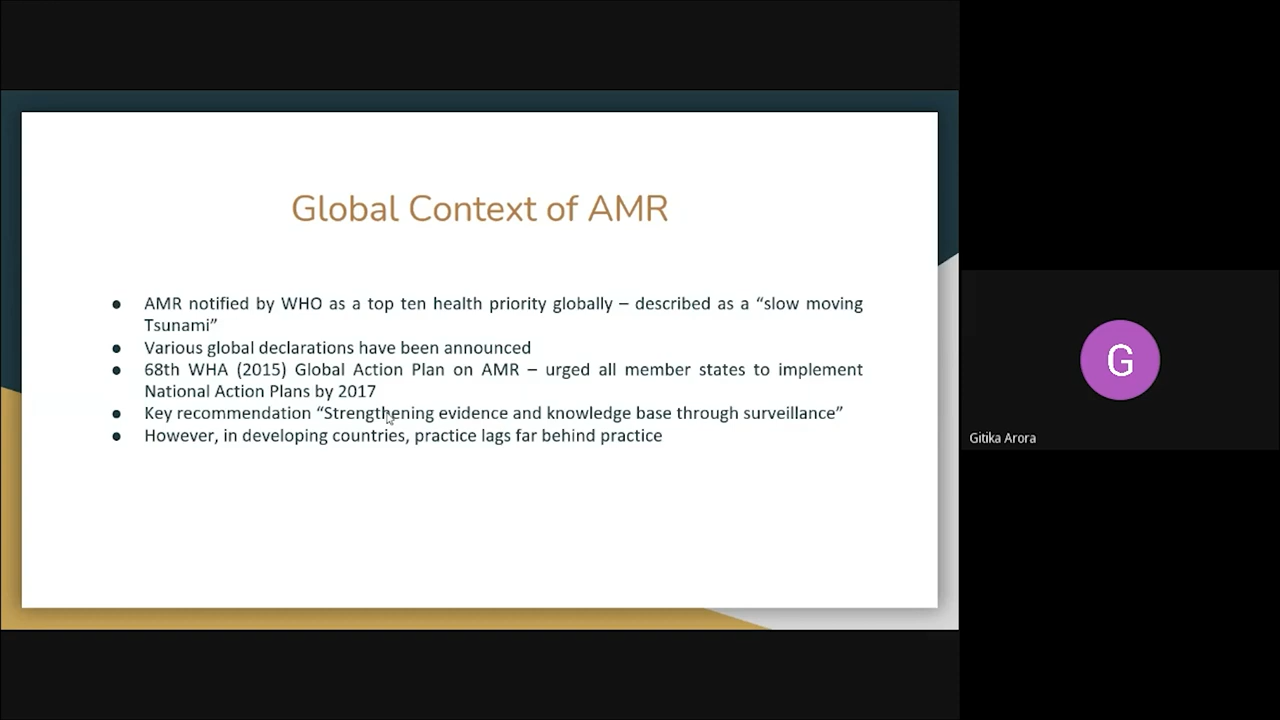 Global Context of AMR
● AMR notified by WHO as a top ten health priority globally – described as a “slow moving
Tsunami”
● Various global declarations have been announced
● 68th WHA (2015) Global Action Plan on AMR – urged all member states to implement
National Action Plans by 2017
● Key recommendation “Strengthening evidence and knowledge base through surveillance”
● However, in developing countries, practice lags far behind practice
G
Gitika Arora